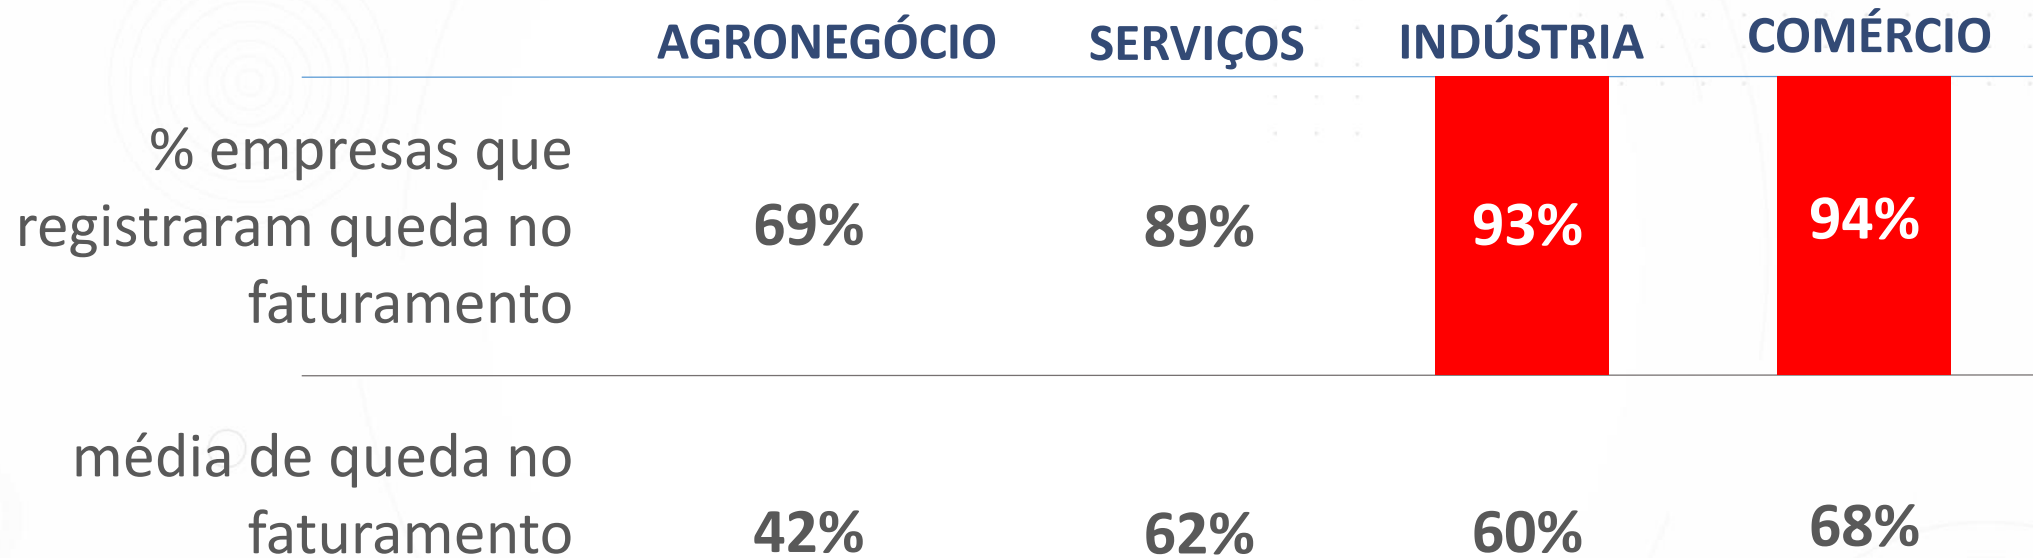 AGRONEGÓCIO SERVIÇOS INDÚSTRIA COMÉRCIO
% empresas que
registraram queda no 69% 89% 93% 94%
faturamento
média de queda no
faturamento 42% 62% 60% 68%